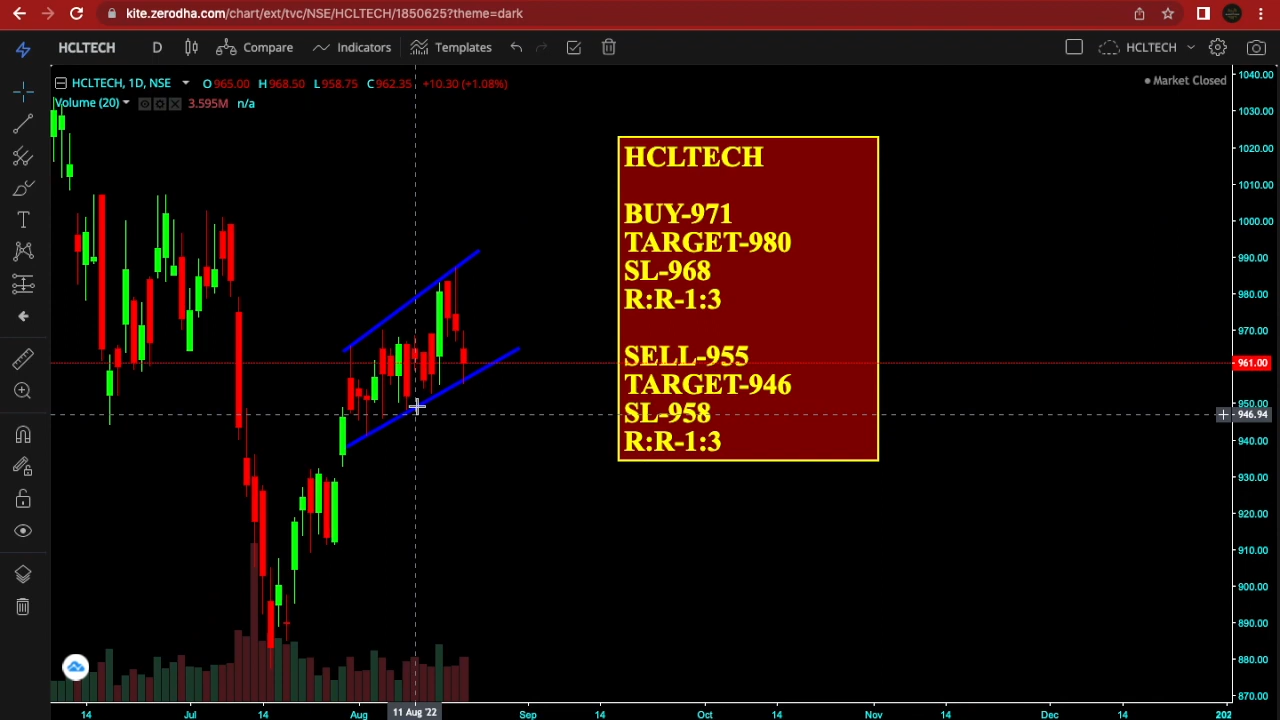 kite.zerodha.com/chart/ext/tvc/NSE/HCLTECH/1850625?theme=dark
HCLTECH D Compare Indicators Templates HCLTECH
HCLTECH, 1D, NSE O 965.00 H 968.50 L 958.75 C 962.35 +10.30 (+1.08%)
Market Closed
Volume (20) 3.595M n/a
HCLTECH
BUY-971
TARGET-980
SL-968
R:R-1:3
SELL-955
TARGET-946
SL-958
R:R-1:3
1040.00
1030.00
1020.00
1010.00
1000.00
990.00
980.00
970.00
961.00
950.00
946.94
940.00
930.00
920.00
910.00
900.00
890.00
880.00
870.00
14 Jul 14 Aug 11 Aug '22 Sep 14 Oct 14 Nov 14 Dec 14 202